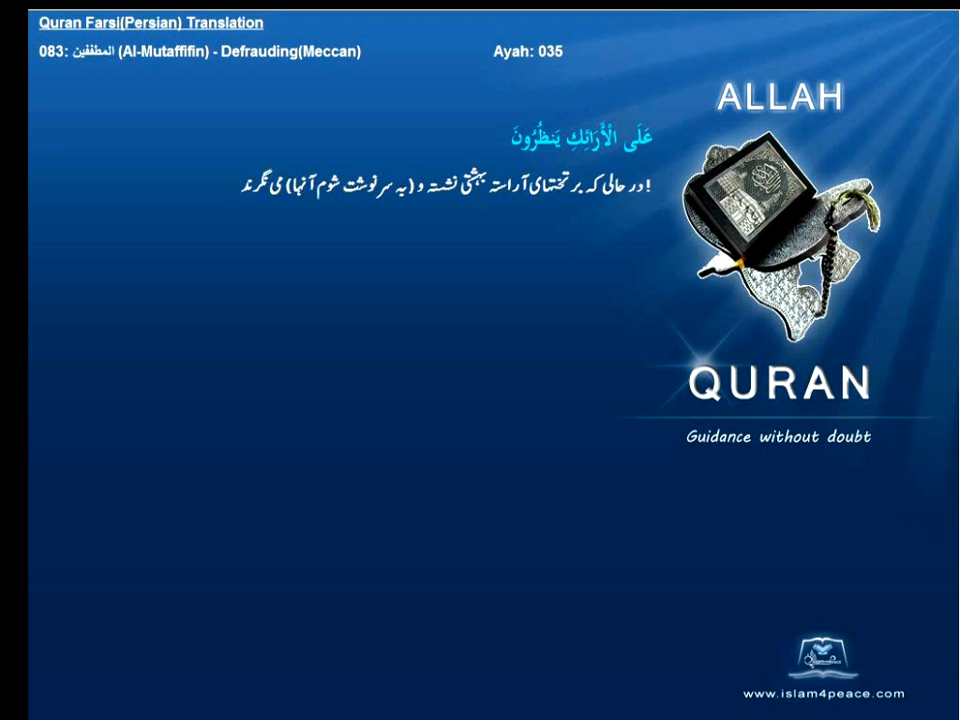 Quran Farsi(Persian) Translation
083: المطففين (Al-Mutaffifin) - Defrauding(Meccan) Ayah: 035
ALLAH
عَلَى الْأَرَائِكِ يَنظُرُونَ
در حالی که بر تختهای آراسته بهشتی نشسته و (به سرنوشت شوم آنها) می نگرند!
QURAN
Guidance without doubt
www.islam4peace.com